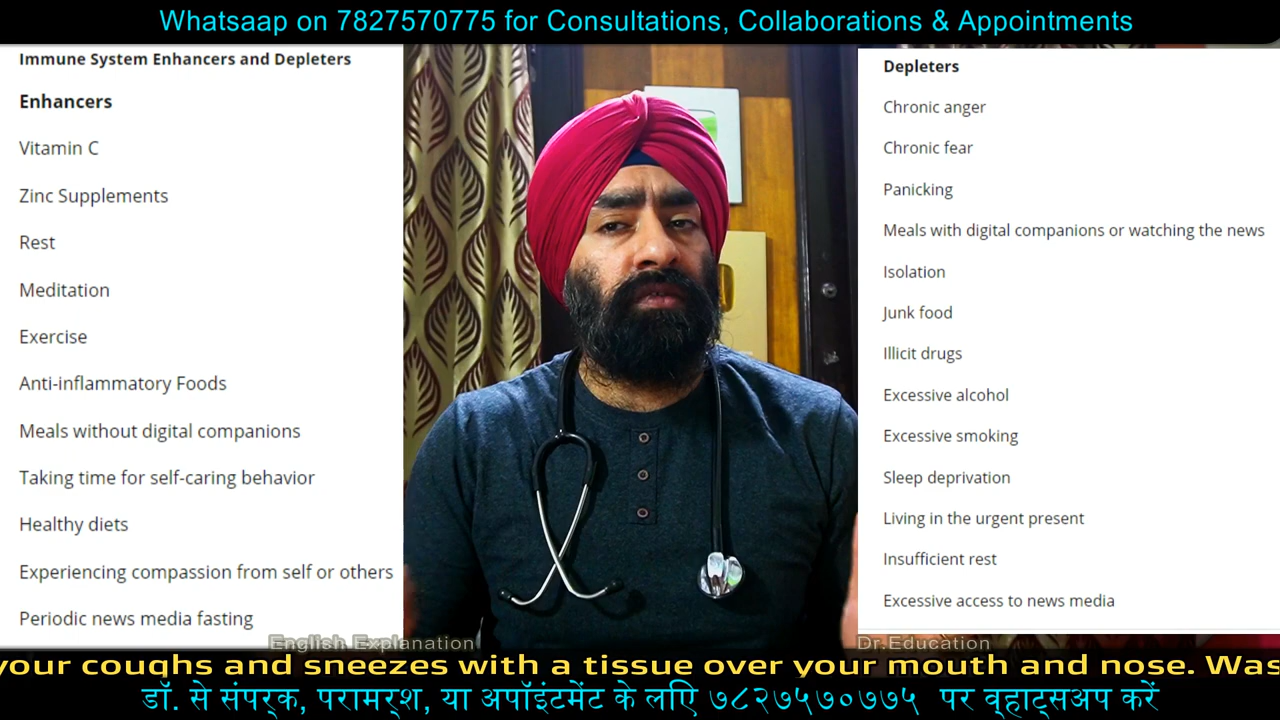 Whatsaap on 7827570775 for Consultations, Collaborations & Appointments
Immune System Enhancers and Depleters
Enhancers
Vitamin C
Zinc Supplements
Rest
Meditation
Exercise
Anti-inflammatory Foods
Meals without digital companions
Taking time for self-caring behavior
Healthy diets
Experiencing compassion from self or others
Periodic news media fasting
Depleters
Chronic anger
Chronic fear
Panicking
Meals with digital companions or watching the news
Isolation
Junk food
Illicit drugs
Excessive alcohol
Excessive smoking
Sleep deprivation
Living in the urgent present
Insufficient rest
Excessive access to news media
English Explanation
Dr.Education
your coughs and sneezes with a tissue over your mouth and nose. Was
डॉ. से संपर्क, परामर्श, या अपॉइंटमेंट के लिए ७८२७५७०७७५ पर व्हाट्सअप करें